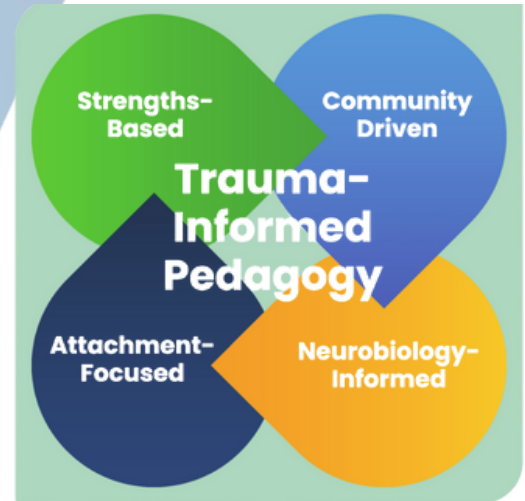 Strengths-
Based
Community
Driven
Trauma-
Informed
Pedagogy
Attachment-
Focused
Neurobiology-
Informed